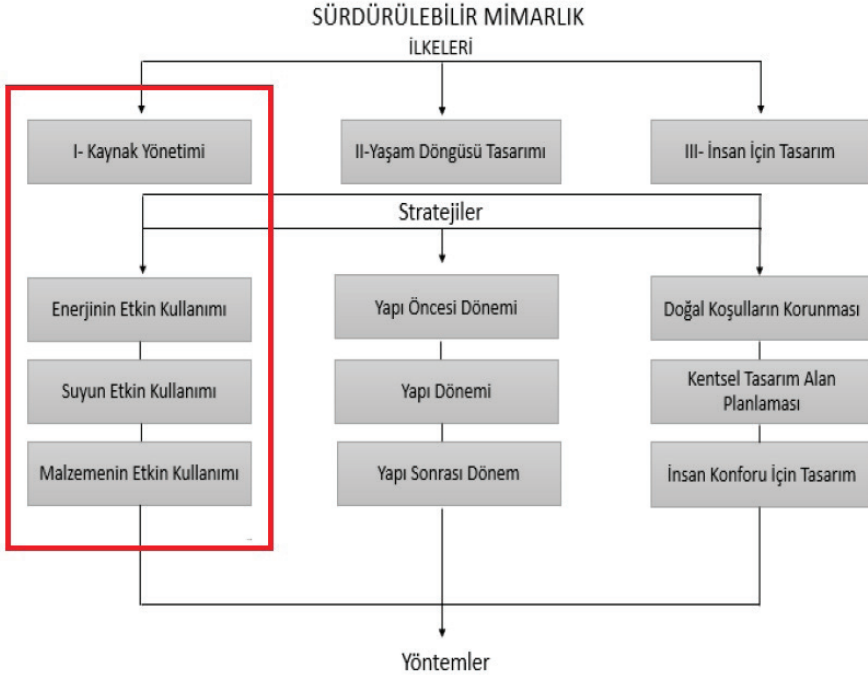 SÜRDÜRÜLEBİLİR MİMARLIK
İLKELERİ
I- Kaynak Yönetimi
II-Yaşam Döngüsü Tasarımı
III- İnsan İçin Tasarım
Stratejiler
Enerjinin Etkin Kullanımı
Yapı Öncesi Dönemi
Doğal Koşulların Korunması
Suyun Etkin Kullanımı
Yapı Dönemi
Kentsel Tasarım Alan
Planlaması
Malzemenin Etkin Kullanımı
Yapı Sonrası Dönem
İnsan Konforu İçin Tasarım
Yöntemler